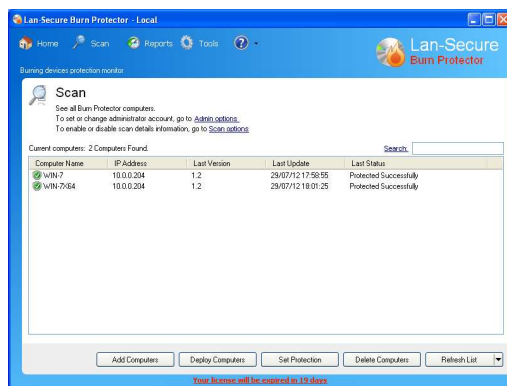 Lan-Secure Burn Protector - Local
Home Scan Reports Tools ?
Lan-Secure
Burn Protector
Burning devices protection monitor
Scan
See all Burn Protector computers.
To set or change administrator account, go to Admin options.
To enable or disable scan details information, go to Scan options
Current computers: 2 Computers Found.
Search:
Computer Name IP Address Last Version Last Update Last Status
WIN-7 10.0.0.204 1.2 29/07/12 17:58:55 Protected Successfully
WIN-7X64 10.0.0.204 1.2 29/07/12 18:01:25 Protected Successfully
Add Computers Deploy Computers Set Protection Delete Computers Refresh List
Your license will be expired in 19 days